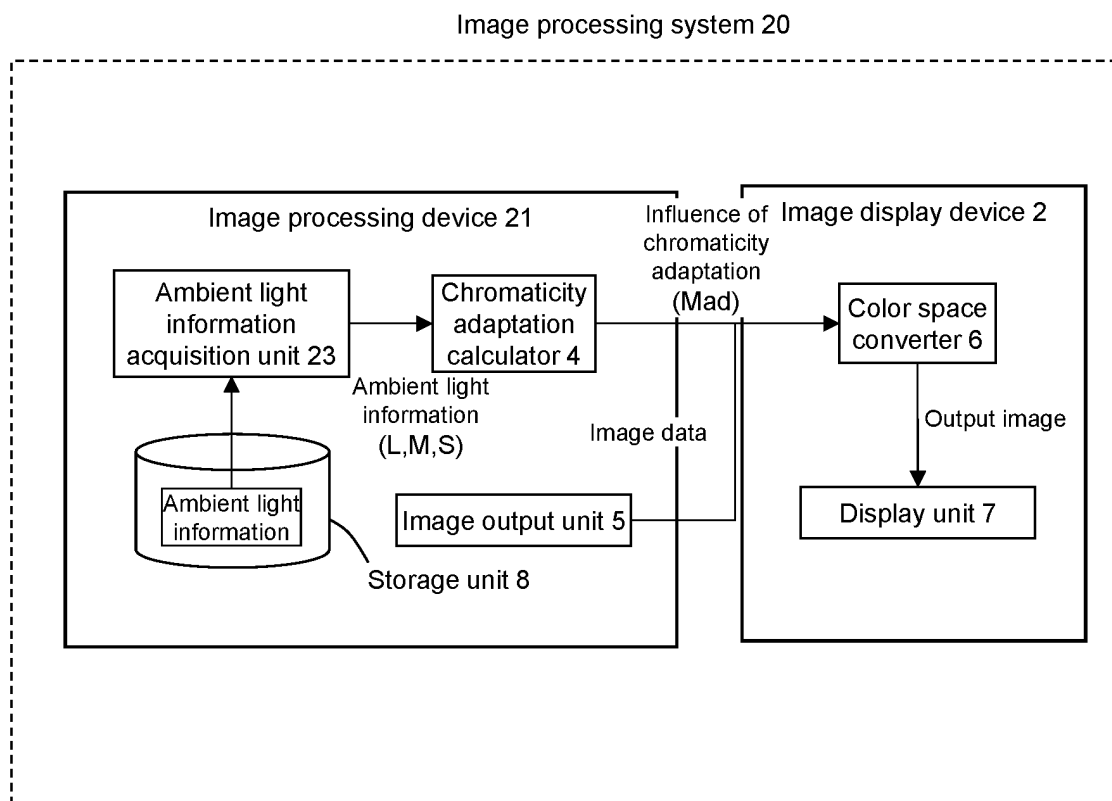 Image processing system 20
Image processing device 21
Influence of
chromaticity
adaptation
(Mad)
Image display device 2
Ambient light
information
acquisition unit 23
Chromaticity
adaptation
calculator 4
Color space
converter 6
Ambient light
information
(L,M,S)
Image data
Output image
Ambient light
information
Image output unit 5
Display unit 7
Storage unit 8